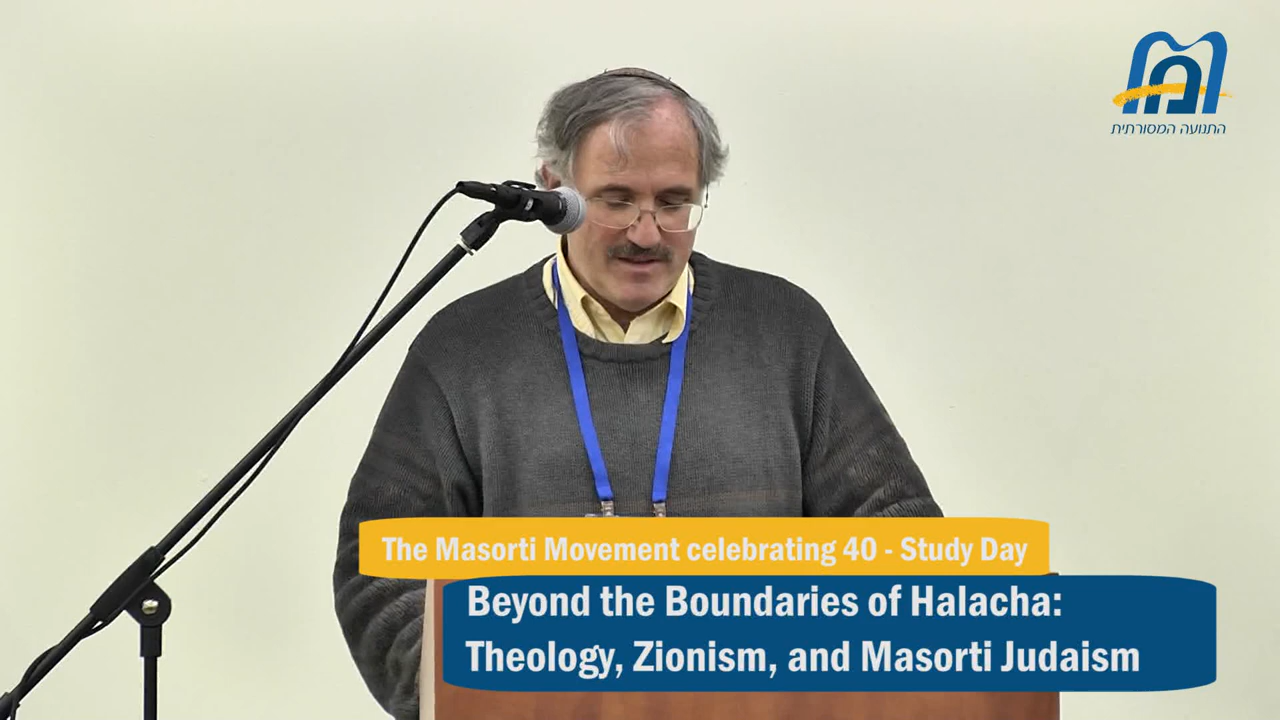 התנועה המסורתית
The Masorti Movement celebrating 40 - Study Day
Beyond the Boundaries of Halacha:
Theology, Zionism, and Masorti Judaism